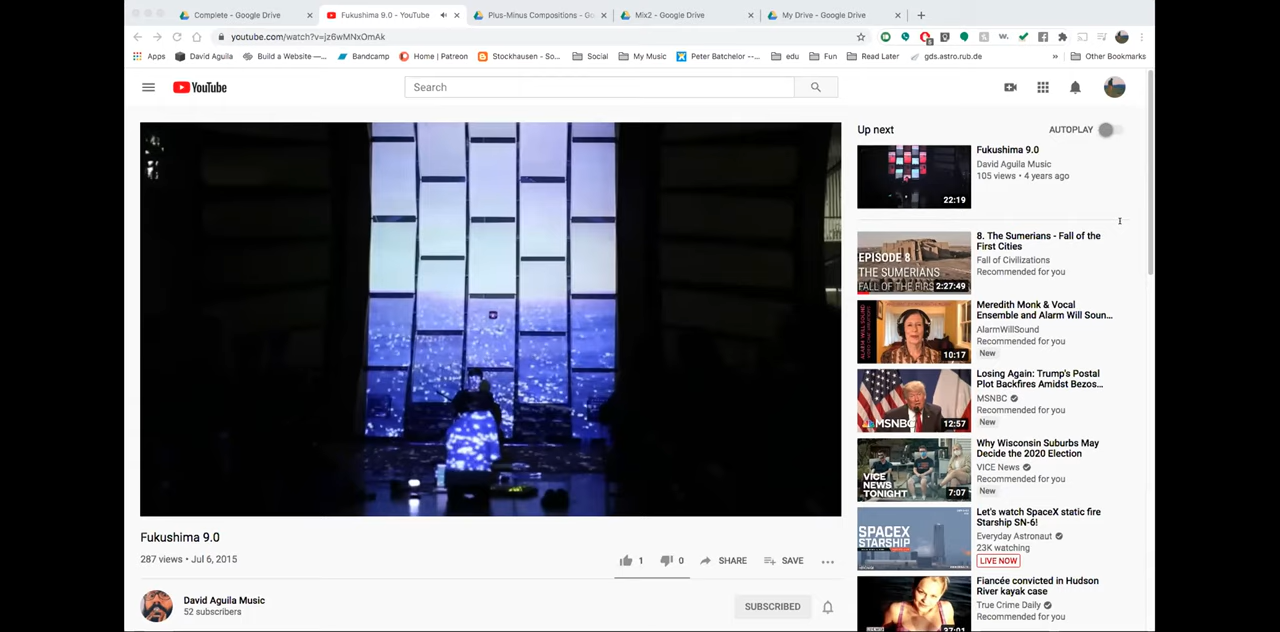 Complete - Google Drive
Fukushima 9.0 - YouTube
Plus-Minus Compositions - Go
Mix2 - Google Drive
My Drive - Google Drive
youtube.com/watch?v=jz6wMNxOmAk
Apps
David Aguila
Build a Website —...
Bandcamp
Home | Patreon
Stockhausen - So...
Social
My Music
Peter Batchelor --...
edu
Fun
Read Later
gds.astro.rub.de
»
Other Bookmarks
YouTube
Search
Up next
AUTOPLAY
Fukushima 9.0
David Aguila Music
105 views • 4 years ago
22:19
8. The Sumerians - Fall of the
First Cities
Fall of Civilizations
Recommended for you
EPISODE 8
THE SUMERIANS
FALL OF THE FIRS
2:27:49
Meredith Monk & Vocal
Ensemble and Alarm Will Soun...
AlarmWillSound
Recommended for you
New
10:17
Losing Again: Trump's Postal
Plot Backfires Amidst Bezos...
MSNBC
Recommended for you
New
MSNBC
12:57
Why Wisconsin Suburbs May
Decide the 2020 Election
VICE News
Recommended for you
New
VICE
NEWS
TONIGHT
7:07
Let's watch SpaceX static fire
Starship SN-6!
Everyday Astronaut
23K watching
LIVE NOW
SPACEX
STARSHIP
Fiancée convicted in Hudson
River kayak case
True Crime Daily
Recommended for you
37:01
Fukushima 9.0
287 views • Jul 6, 2015
1
0
SHARE
SAVE
David Aguila Music
52 subscribers
SUBSCRIBED